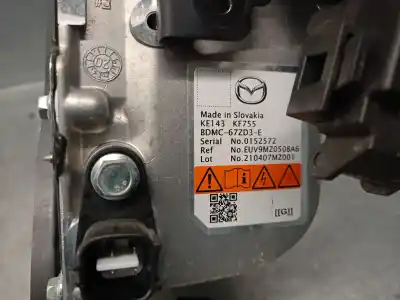 Made in Slovakia
KE143 KF755
BDMC-67ZD3-E
Serial No.0152572
Ref No.EUV9MZ0508A6
Lot No.210407MZ001